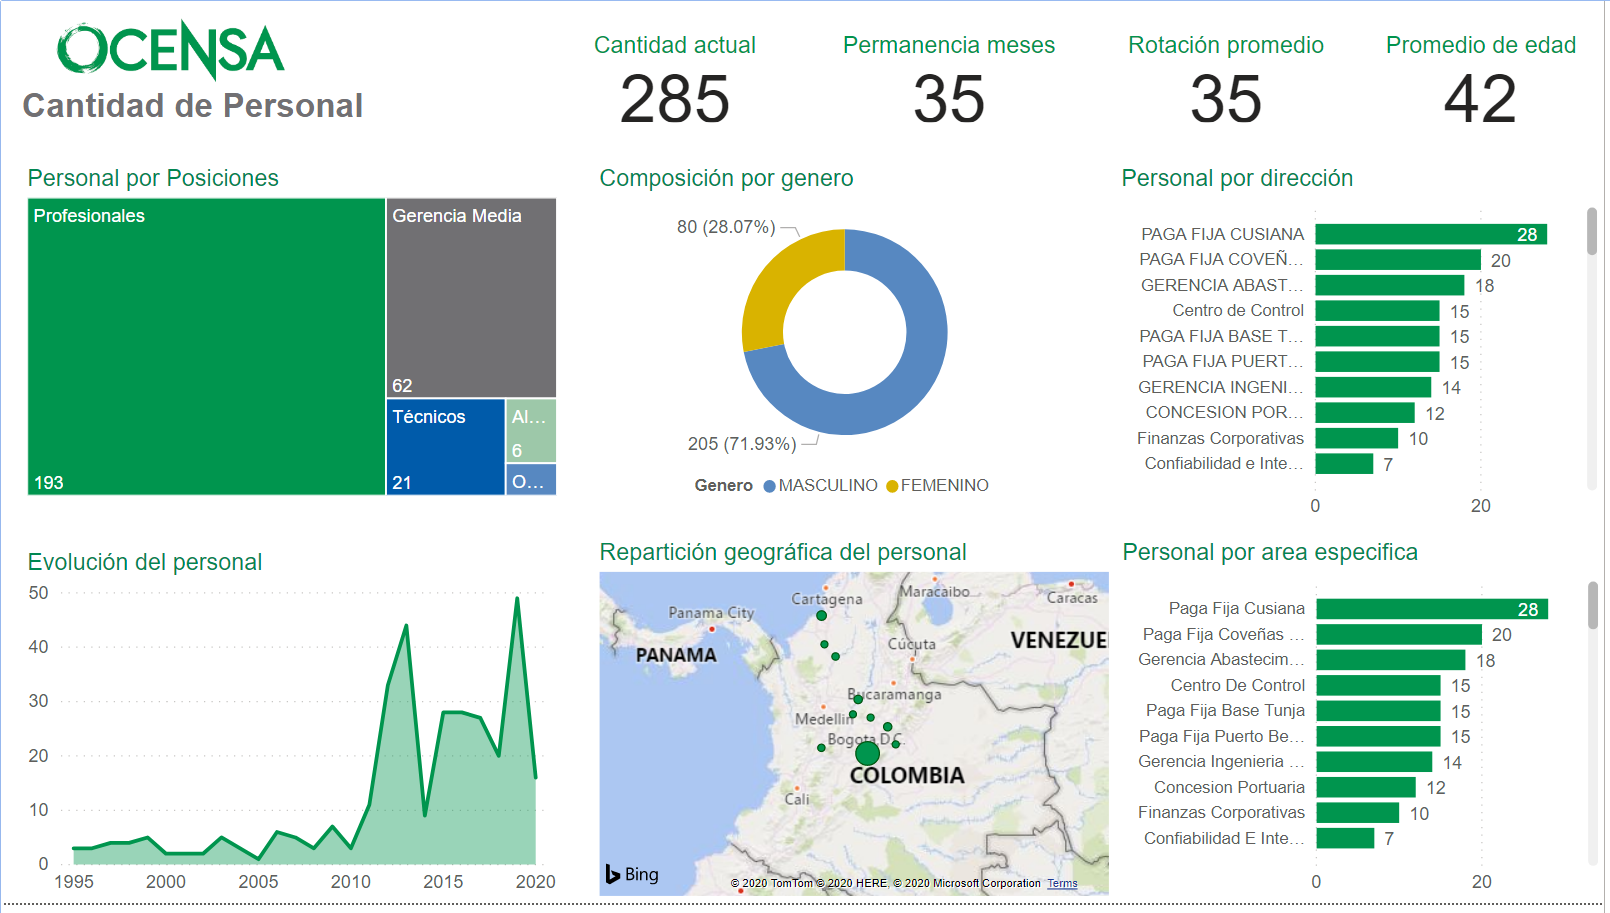 OCENSA
Cantidad de Personal
Cantidad actual
285
Permanencia meses
35
Rotación promedio
35
Promedio de edad
42
Personal por Posiciones
Profesionales
193
Gerencia Media
62
Técnicos
21
Al...
6
O...
Composición por genero
80 (28.07%)
205 (71.93%)
Genero MASCULINO FEMENINO
Personal por dirección
PAGA FIJA CUSIANA 28
PAGA FIJA COVEÑ... 20
GERENCIA ABAST... 18
Centro de Control 15
PAGA FIJA BASE T... 15
PAGA FIJA PUERT... 15
GERENCIA INGENI... 14
CONCESION POR... 12
Finanzas Corporativas 10
Confiabilidad e Inte... 7
0 20
Evolución del personal
50
40
30
20
10
0
1995 2000 2005 2010 2015 2020
Repartición geográfica del personal
Cartagena
Maracaibo
Caracas
Panama City
PANAMA
Cúcuta
VENEZUE
Bucaramanga
Medellin
Bogota D.C.
COLOMBIA
Cali
Bing
© 2020 TomTom © 2020 HERE, © 2020 Microsoft Corporation Terms
Personal por area especifica
Paga Fija Cusiana 28
Paga Fija Coveñas ... 20
Gerencia Abastecim... 18
Centro De Control 15
Paga Fija Base Tunja 15
Paga Fija Puerto Be... 15
Gerencia Ingenieria ... 14
Concesion Portuaria 12
Finanzas Corporativas 10
Confiabilidad E Inte... 7
0 20